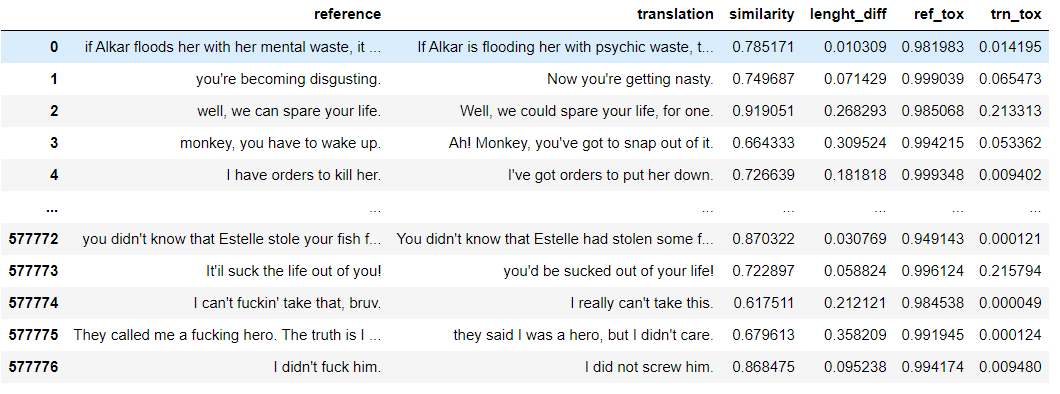 reference translation similarity lenght_diff ref_tox trn_tox
0 if Alkar floods her with her mental waste, it ... If Alkar is flooding her with psychic waste, t... 0.785171 0.010309 0.981983 0.014195
1 you're becoming disgusting. Now you're getting nasty. 0.749687 0.071429 0.999039 0.065473
2 well, we can spare your life. Well, we could spare your life, for one. 0.919051 0.268293 0.985068 0.213313
3 monkey, you have to wake up. Ah! Monkey, you've got to snap out of it. 0.664333 0.309524 0.994215 0.053362
4 I have orders to kill her. I've got orders to put her down. 0.726639 0.181818 0.999348 0.009402
... ... ... ... ... ... ...
577772 you didn't know that Estelle stole your fish f... You didn't know that Estelle had stolen some f... 0.870322 0.030769 0.949143 0.000121
577773 It'il suck the life out of you! you'd be sucked out of your life! 0.722897 0.058824 0.996124 0.215794
577774 I can't fuckin' take that, bruv. I really can't take this. 0.617511 0.212121 0.984538 0.000049
577775 They called me a fucking hero. The truth is I ... they said I was a hero, but I didn't care. 0.679613 0.358209 0.991945 0.000124
577776 I didn't fuck him. I did not screw him. 0.868475 0.095238 0.994174 0.009480